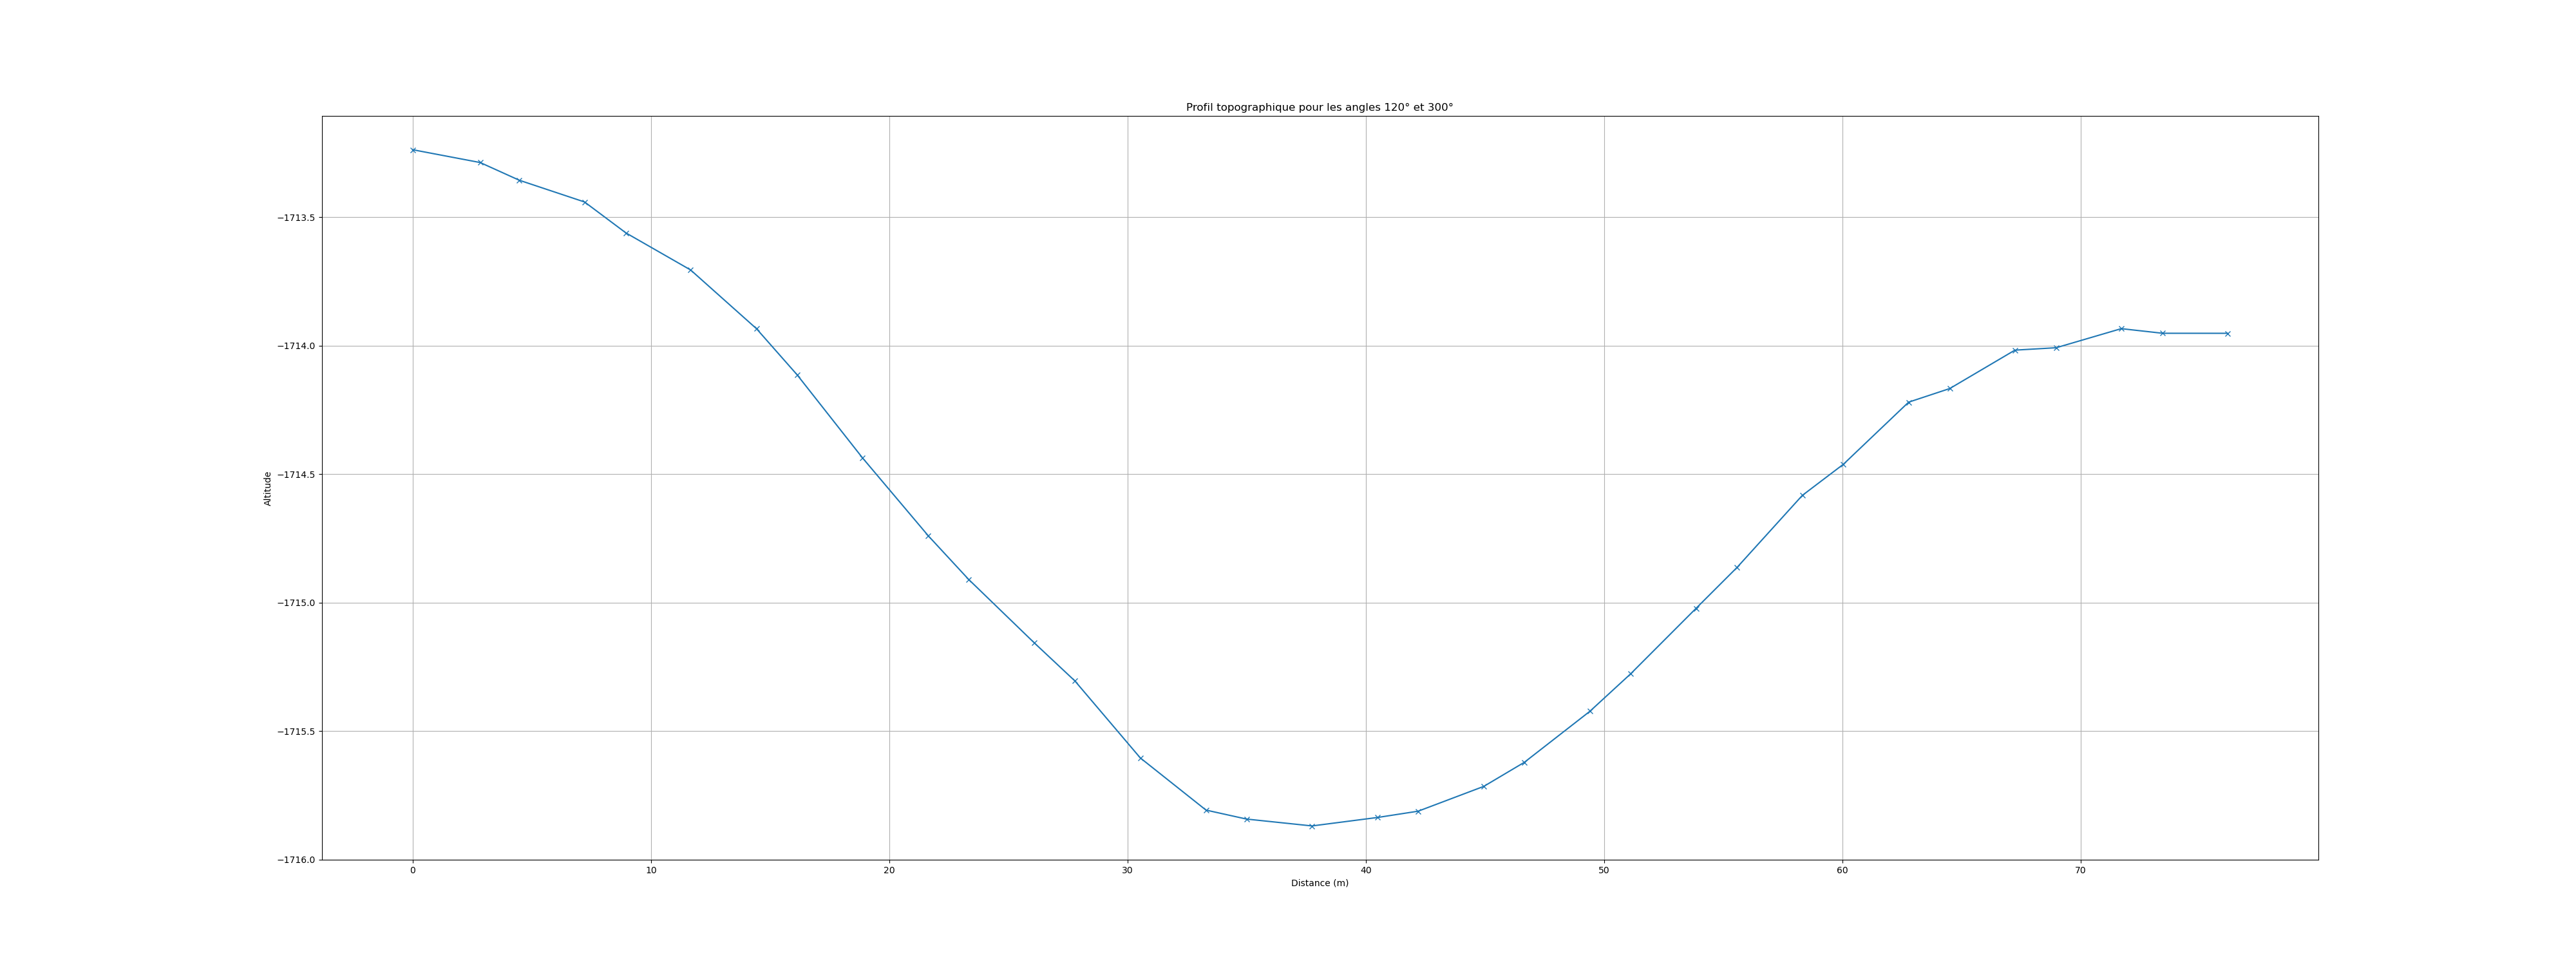 Profil topographique pour les angles 120° et 300°
−1713.5
−1714.0
−1714.5
−1715.0
−1715.5
−1716.0
Altitude
0 10 20 30 40 50 60 70
Distance (m)